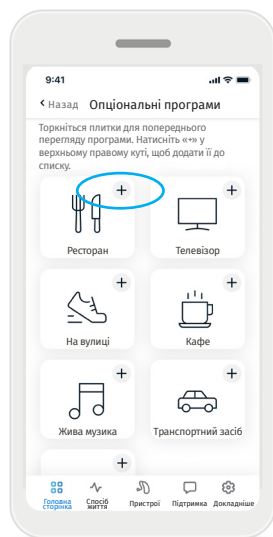 9:41
Назад Опціональні програми
Торкніться плитки для попереднього
перегляду програми. Натисніть «+» у
верхньому правому куті, щоб додати її до
списку.
Ресторан Телевізор
На вулиці Кафе
Жива музика Транспортний засіб
Головна сторінка Спосіб життя Пристрої Підтримка Докладніше